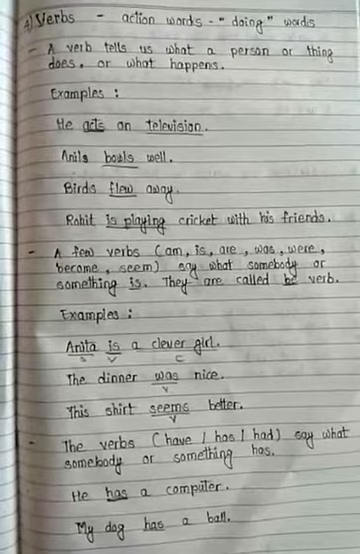 A) Verbs - action words - "doing" words
- A verb tells us what a person or thing
does, or what happens.
Examples :
He acts on television.
Anils bowls well.
Birds flew away.
Rohit is playing cricket with his friends.
- A few verbs (am, is, are, was, were,
become, seem) say what somebody or
something is. They are called be verb.
Examples :
Anita is a clever girl.
S V C
The dinner was nice.
V
This shirt seems better.
V
- The verbs (have / has / had) say what
somebody or something has.
He has a computer.
My dog has a ball.